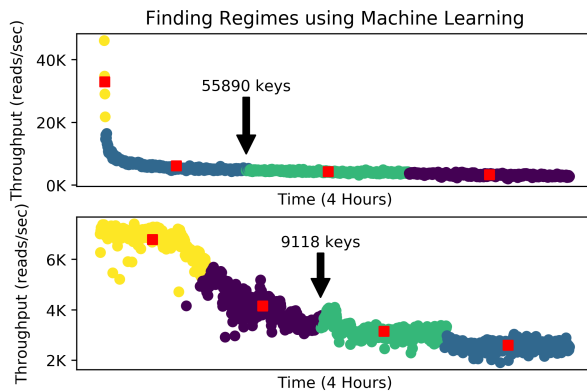 Finding Regimes using Machine Learning
Throughput (reads/sec)
40K
20K
0K
55890 keys
Time (4 Hours)
Throughput (reads/sec)
6K
4K
2K
9118 keys
Time (4 Hours)